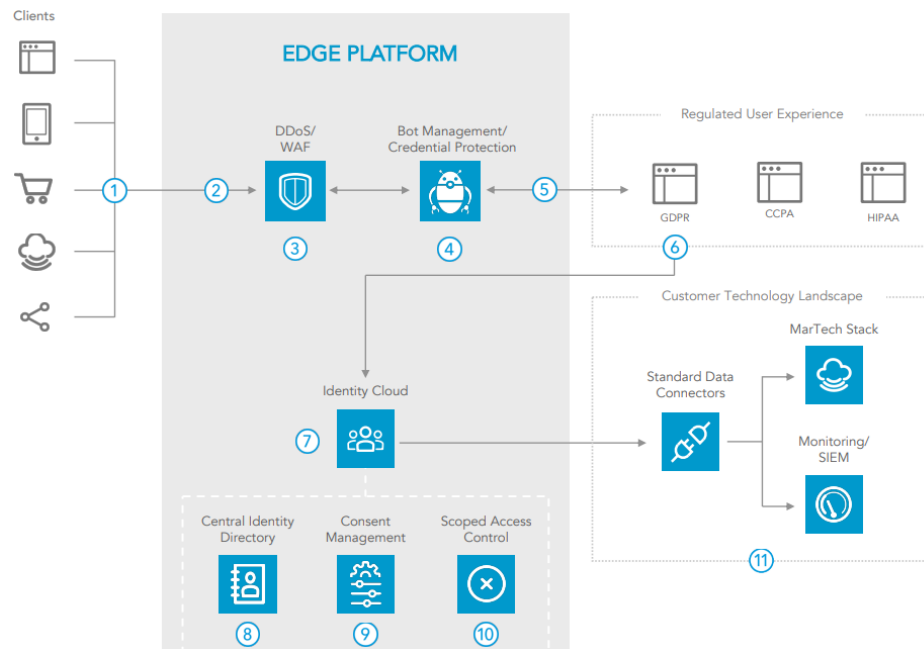 Clients
EDGE PLATFORM
DDoS/
WAF
Bot Management/
Credential Protection
Regulated User Experience
1
2
3
4
5
GDPR
CCPA
HIPAA
6
Customer Technology Landscape
MarTech Stack
Standard Data
Connectors
Identity Cloud
7
Monitoring/
SIEM
Central Identity
Directory
Consent
Management
Scoped Access
Control
8
9
10
11